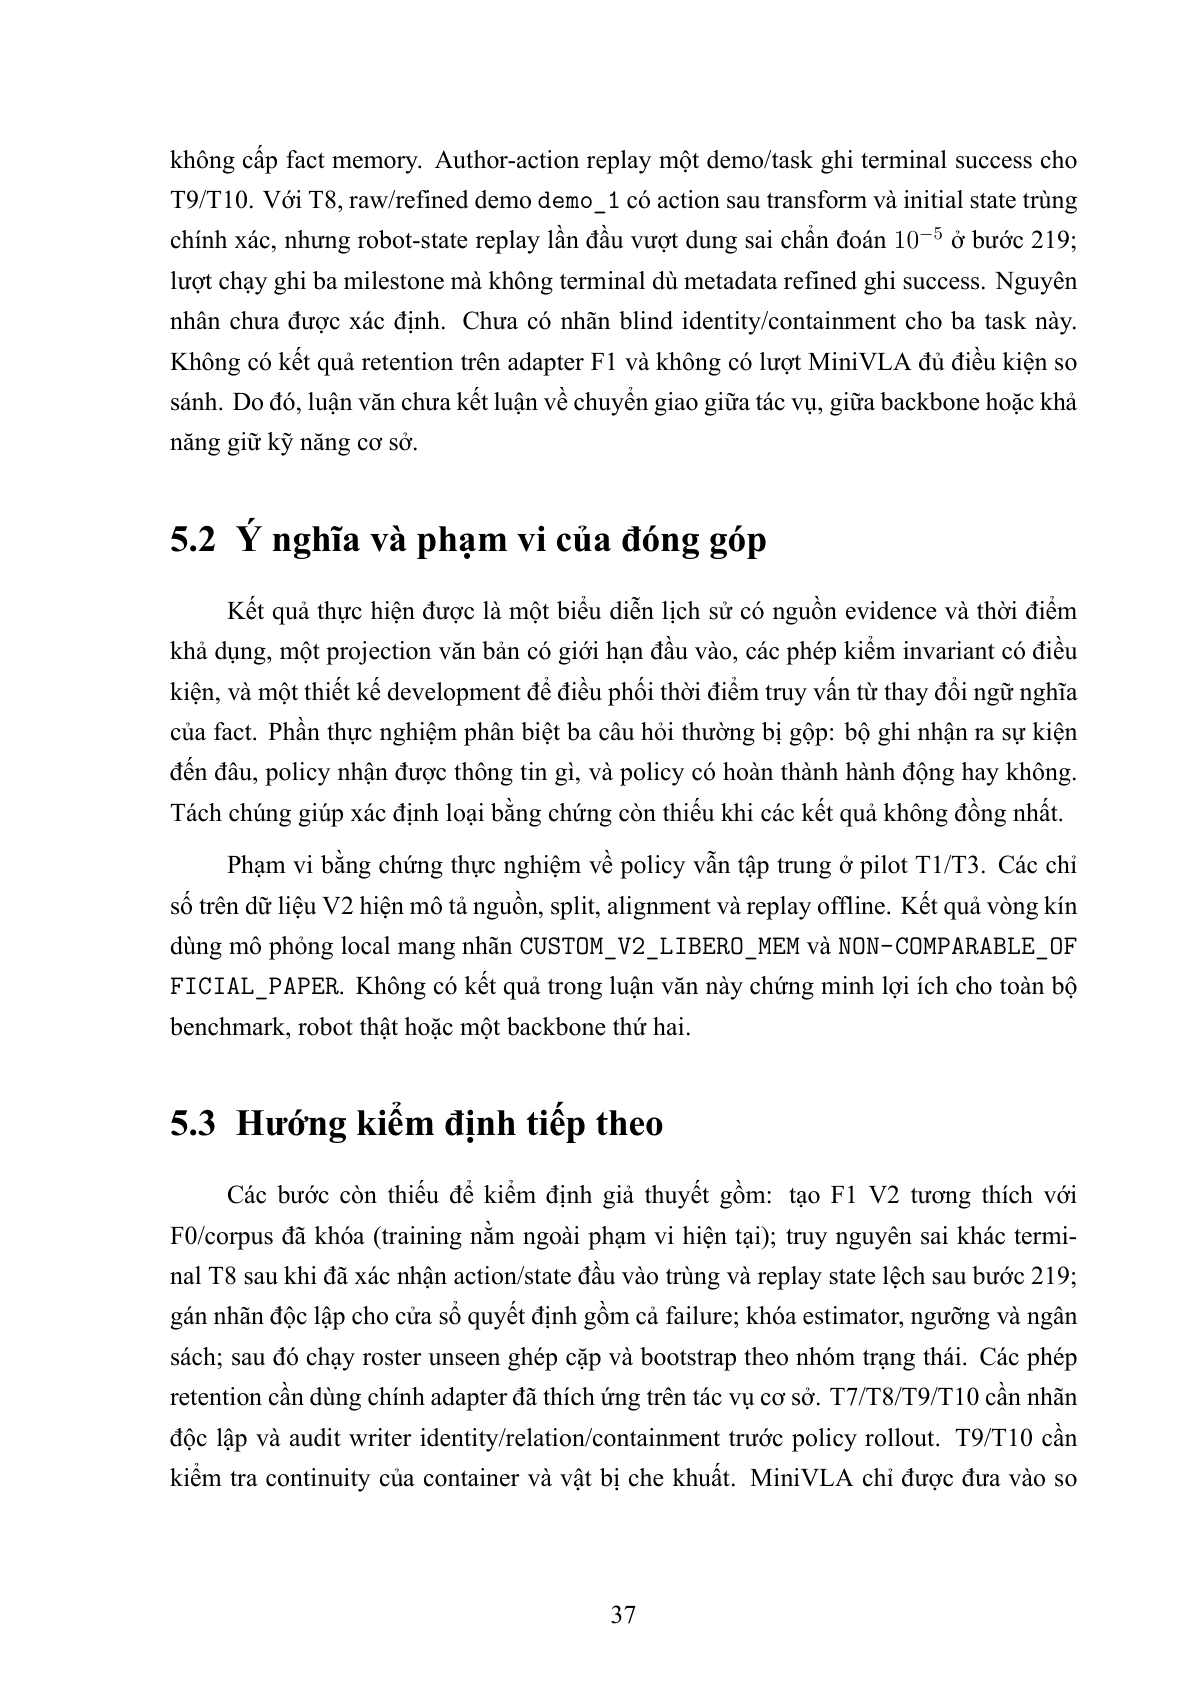 không cấp fact memory. Author-action replay một demo/task ghi terminal success cho
T9/T10. Với T8, raw/refined demo demo_1 có action sau transform và initial state trùng
chính xác, nhưng robot-state replay lần đầu vượt dung sai chẩn đoán 10⁻⁵ ở bước 219;
lượt chạy ghi ba milestone mà không terminal dù metadata refined ghi success. Nguyên
nhân chưa được xác định. Chưa có nhãn blind identity/containment cho ba task này.
Không có kết quả retention trên adapter F1 và không có lượt MiniVLA đủ điều kiện so
sánh. Do đó, luận văn chưa kết luận về chuyển giao giữa tác vụ, giữa backbone hoặc khả
năng giữ kỹ năng cơ sở.
5.2 Ý nghĩa và phạm vi của đóng góp
Kết quả thực hiện được là một biểu diễn lịch sử có nguồn evidence và thời điểm
khả dụng, một projection văn bản có giới hạn đầu vào, các phép kiểm invariant có điều
kiện, và một thiết kế development để điều phối thời điểm truy vấn từ thay đổi ngữ nghĩa
của fact. Phần thực nghiệm phân biệt ba câu hỏi thường bị gộp: bộ ghi nhận ra sự kiện
đến đâu, policy nhận được thông tin gì, và policy có hoàn thành hành động hay không.
Tách chúng giúp xác định loại bằng chứng còn thiếu khi các kết quả không đồng nhất.
Phạm vi bằng chứng thực nghiệm về policy vẫn tập trung ở pilot T1/T3. Các chỉ
số trên dữ liệu V2 hiện mô tả nguồn, split, alignment và replay offline. Kết quả vòng kín
dùng mô phỏng local mang nhãn CUSTOM_V2_LIBERO_MEM và NON-COMPARABLE_OF
FICIAL_PAPER. Không có kết quả trong luận văn này chứng minh lợi ích cho toàn bộ
benchmark, robot thật hoặc một backbone thứ hai.
5.3 Hướng kiểm định tiếp theo
Các bước còn thiếu để kiểm định giả thuyết gồm: tạo F1 V2 tương thích với
F0/corpus đã khóa (training nằm ngoài phạm vi hiện tại); truy nguyên sai khác termi-
nal T8 sau khi đã xác nhận action/state đầu vào trùng và replay state lệch sau bước 219;
gán nhãn độc lập cho cửa sổ quyết định gồm cả failure; khóa estimator, ngưỡng và ngân
sách; sau đó chạy roster unseen ghép cặp và bootstrap theo nhóm trạng thái. Các phép
retention cần dùng chính adapter đã thích ứng trên tác vụ cơ sở. T7/T8/T9/T10 cần nhãn
độc lập và audit writer identity/relation/containment trước policy rollout. T9/T10 cần
kiểm tra continuity của container và vật bị che khuất. MiniVLA chỉ được đưa vào so
37